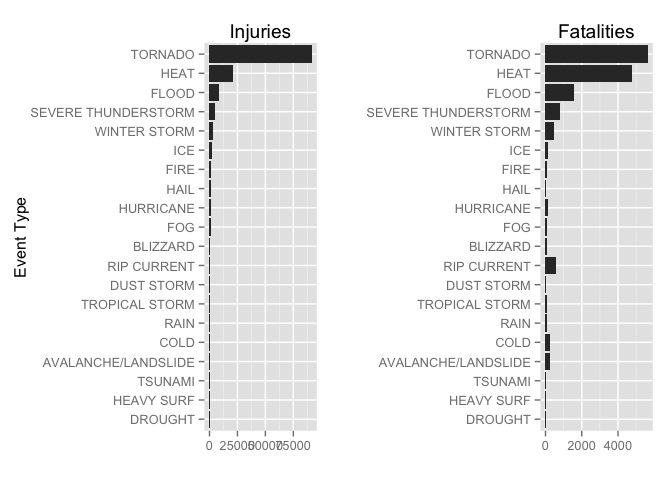 Injuries
Fatalities
Event Type
TORNADO
HEAT
FLOOD
SEVERE THUNDERSTORM
WINTER STORM
ICE
FIRE
HAIL
HURRICANE
FOG
BLIZZARD
RIP CURRENT
DUST STORM
TROPICAL STORM
RAIN
COLD
AVALANCHE/LANDSLIDE
TSUNAMI
HEAVY SURF
DROUGHT
0 25000 50000 75000
TORNADO
HEAT
FLOOD
SEVERE THUNDERSTORM
WINTER STORM
ICE
FIRE
HAIL
HURRICANE
FOG
BLIZZARD
RIP CURRENT
DUST STORM
TROPICAL STORM
RAIN
COLD
AVALANCHE/LANDSLIDE
TSUNAMI
HEAVY SURF
DROUGHT
0 2000 4000